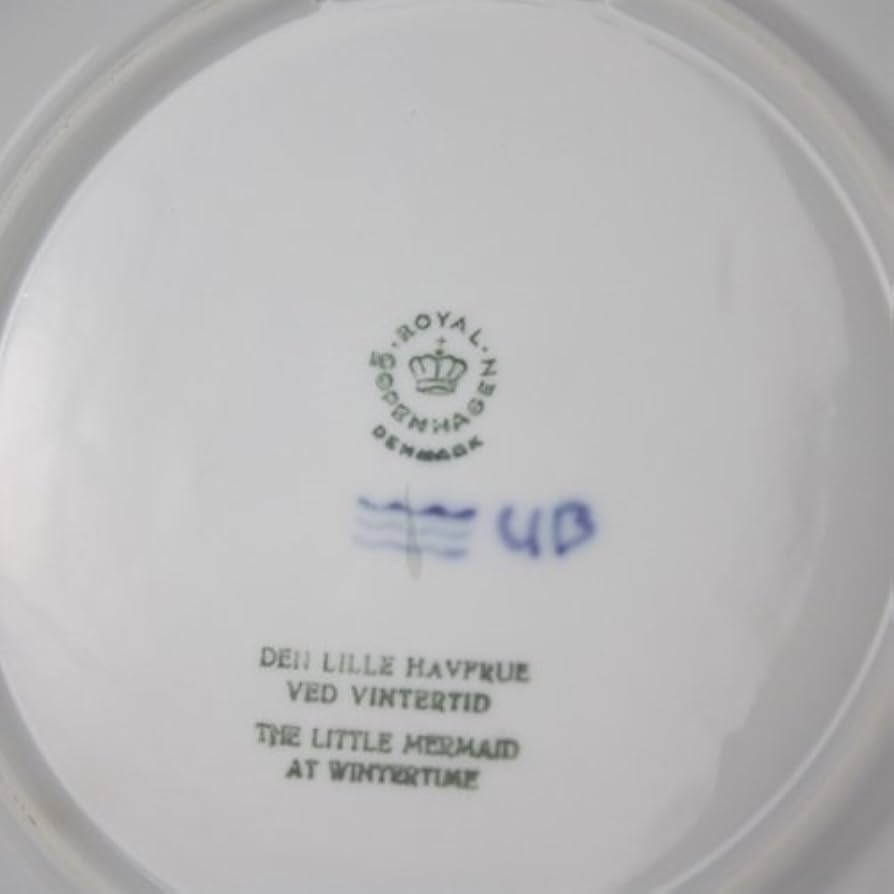 ROYAL
COPENHAGEN
DENMARK
UB
DEN LILLE HAVFRUE
VED VINTERTID
THE LITTLE MERMAID
AT WINTERTIME